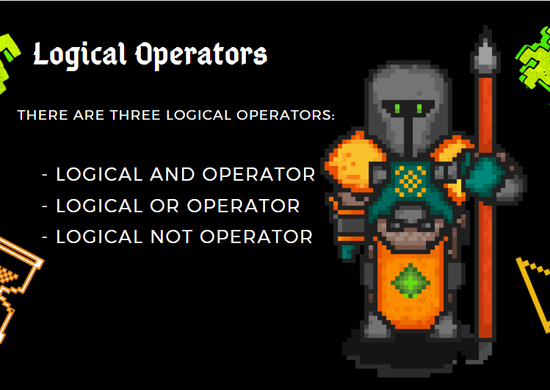 Logical Operators
THERE ARE THREE LOGICAL OPERATORS:
- LOGICAL AND OPERATOR
- LOGICAL OR OPERATOR
- LOGICAL NOT OPERATOR